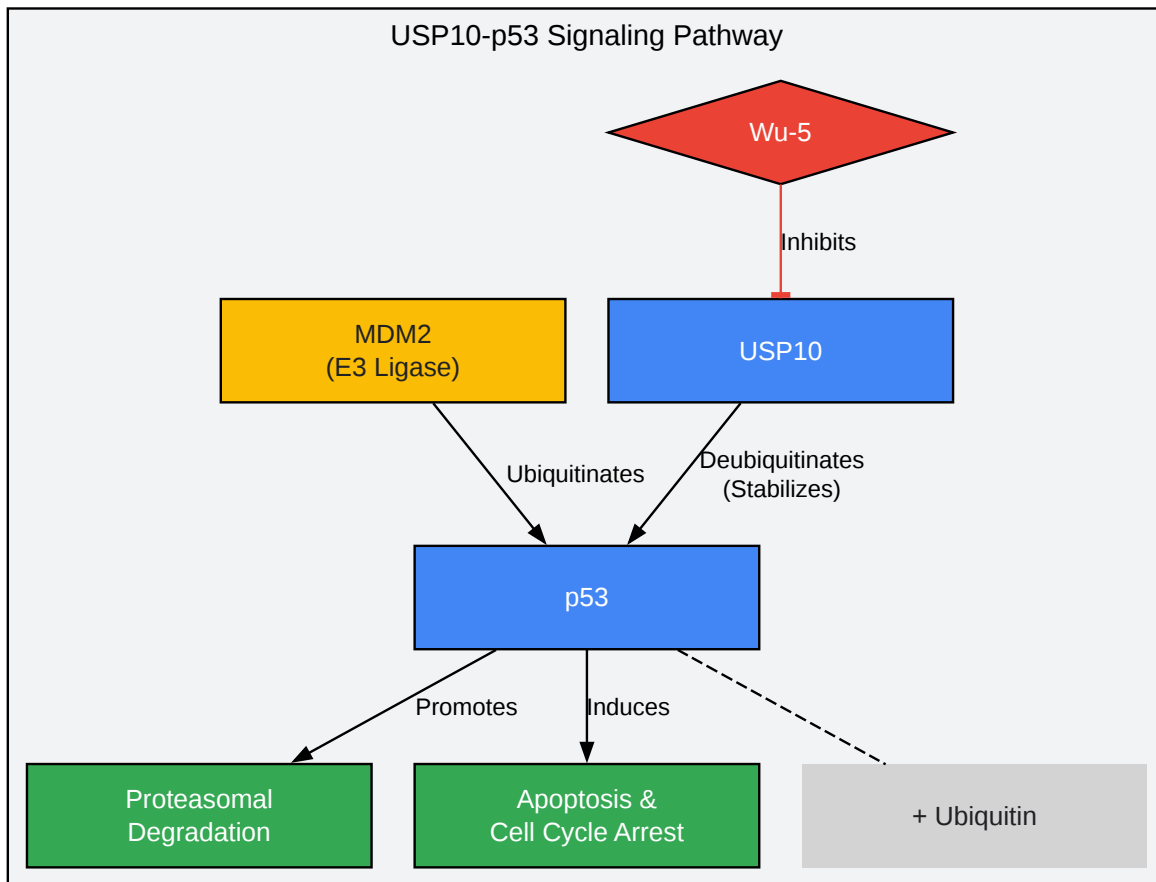 USP10-p53 Signaling Pathway
Wu-5
Inhibits
MDM2
(E3 Ligase)
USP10
Ubiquitinates
Deubiquitinates
(Stabilizes)
p53
Promotes
Induces
Proteasomal
Degradation
Apoptosis &
Cell Cycle Arrest
+ Ubiquitin